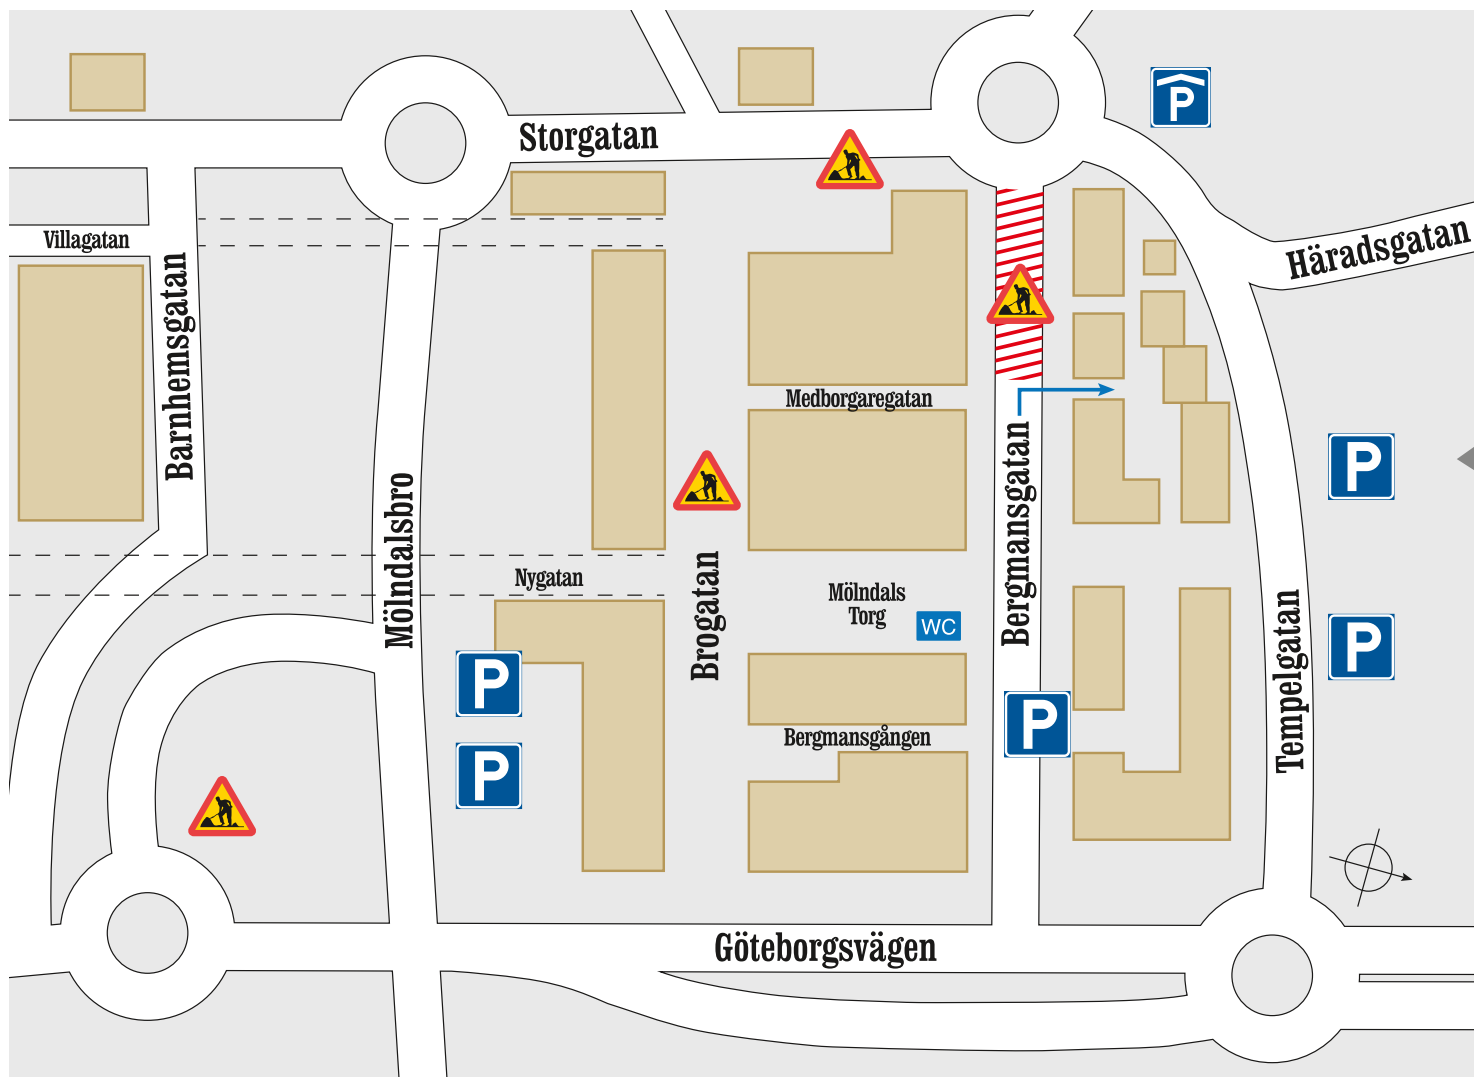 P
Storgatan
Villagatan
Häradsgatan
Barnhemsgatan
Medborgaregatan
Bergmansgatan
P
Mölndalsbro
Brogatan
Nygatan
Mölndals
Torg
WC
Tempelgatan
P
P
P
Bergmansgången
P
Göteborgsvägen